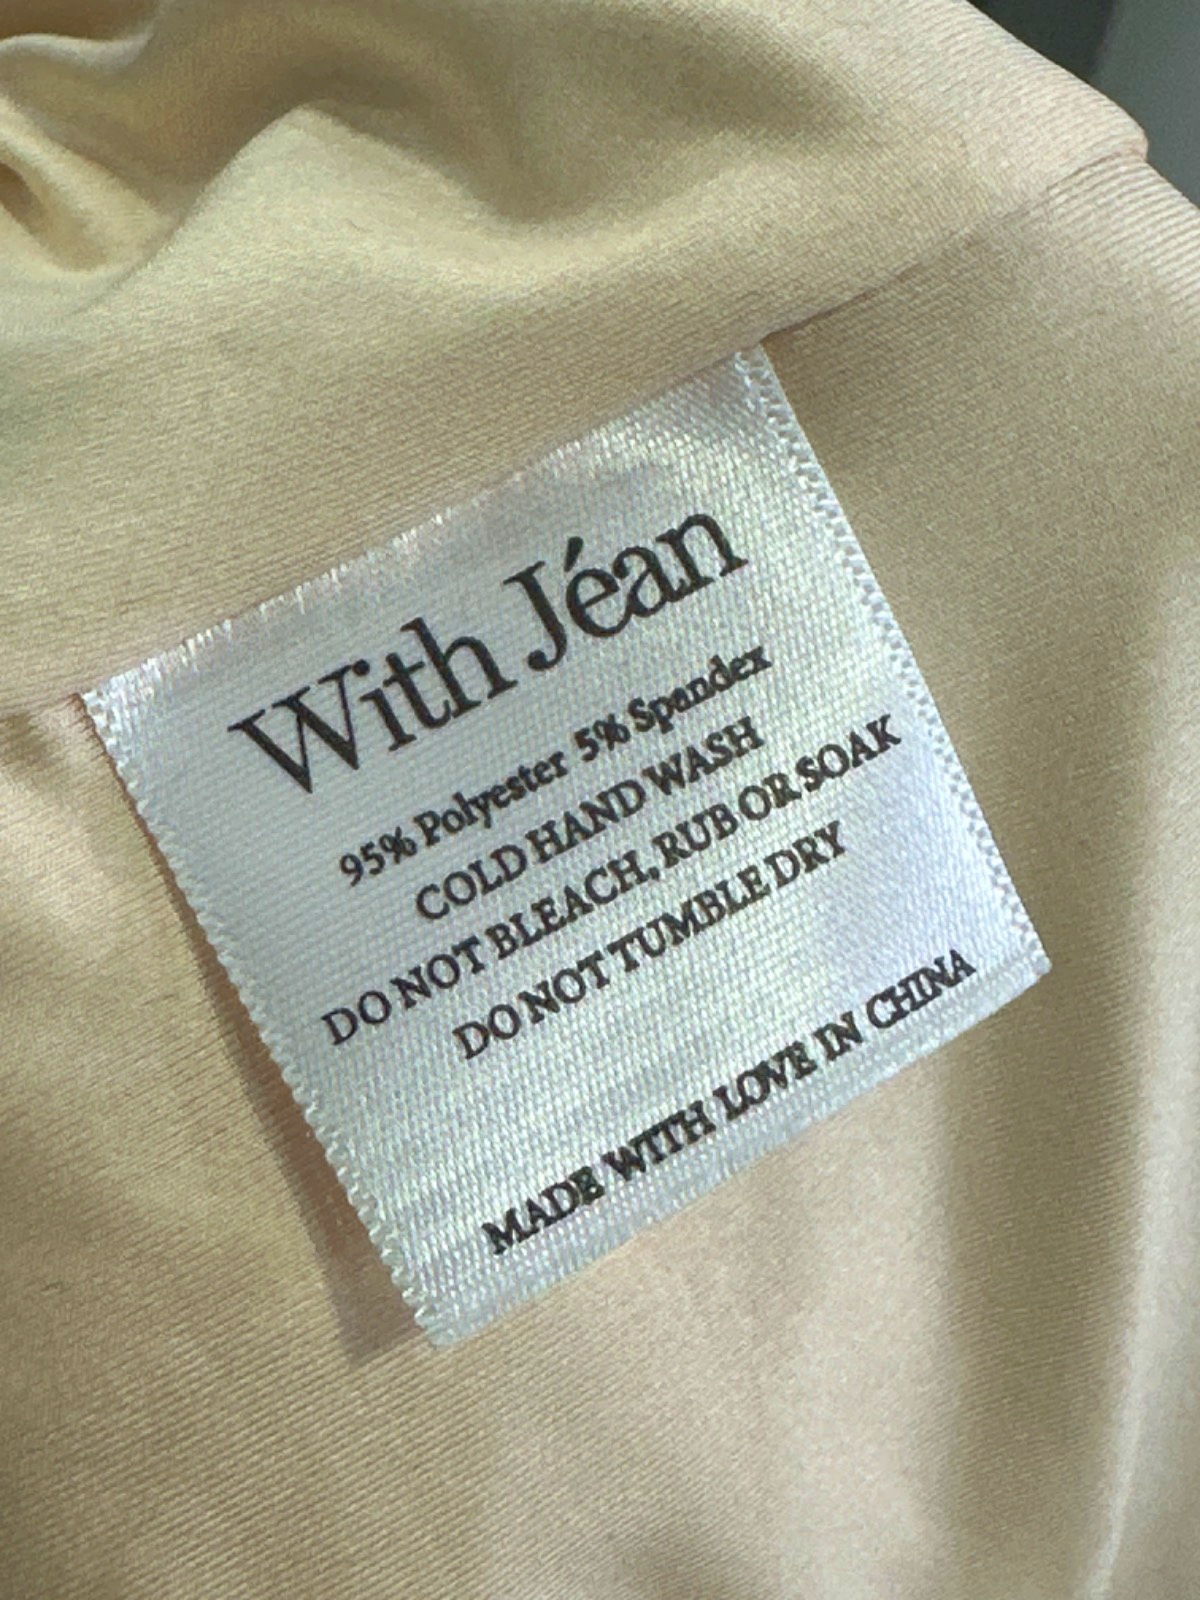 With Jéan
95% Polyester 5% Spandex
COLD HAND WASH
DO NOT BLEACH, RUB OR SOAK
DO NOT TUMBLE DRY
MADE WITH LOVE IN CHINA